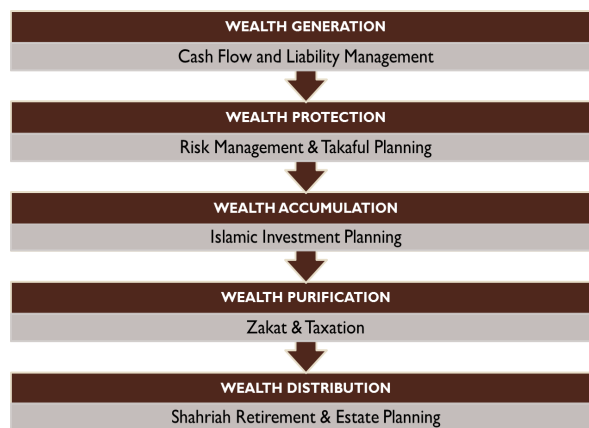 WEALTH GENERATION
Cash Flow and Liability Management
WEALTH PROTECTION
Risk Management & Takaful Planning
WEALTH ACCUMULATION
Islamic Investment Planning
WEALTH PURIFICATION
Zakat & Taxation
WEALTH DISTRIBUTION
Shahriah Retirement & Estate Planning